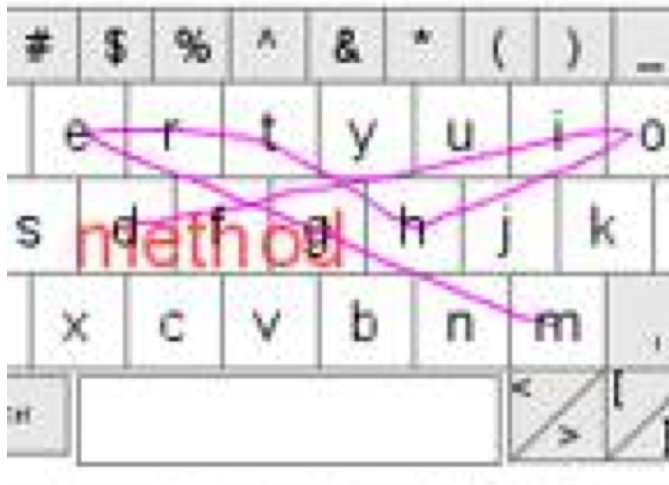 # $ % ^ & * ( ) _
e r t y u i o
s d f g h j k
method
x c v b n m ,
< > [ ]